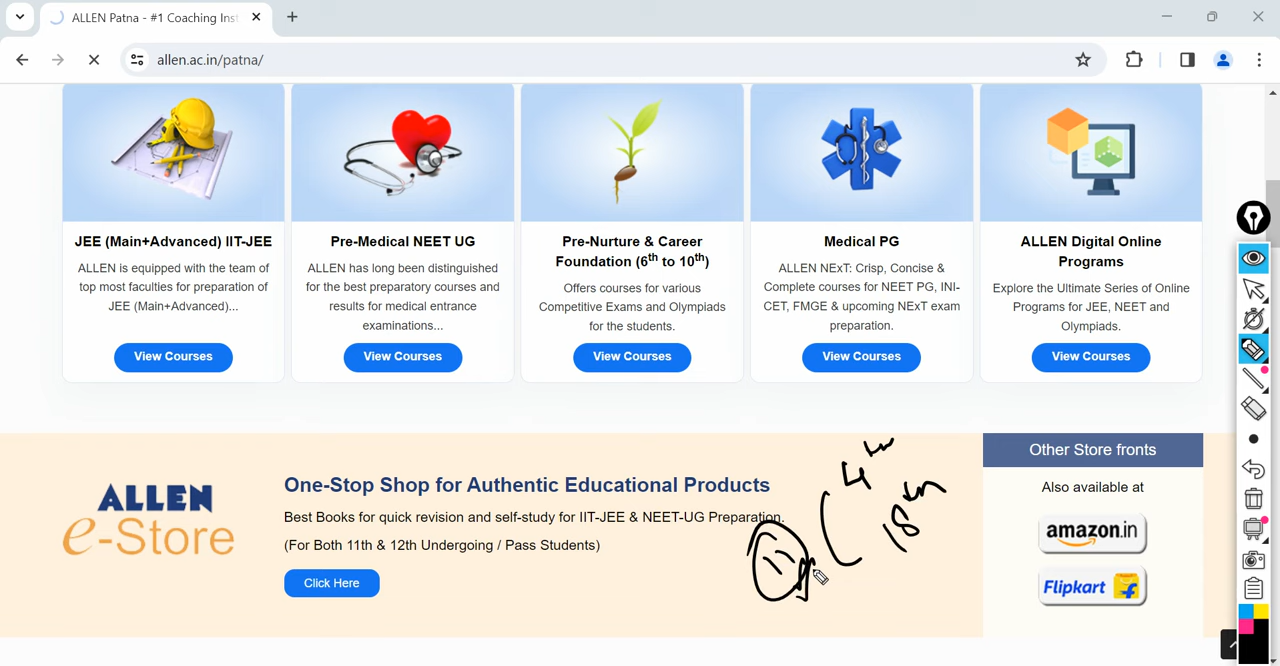 ALLEN Patna - #1 Coaching Ins
allen.ac.in/patna/
JEE (Main+Advanced) IIT-JEE
ALLEN is equipped with the team of
top most faculties for preparation of
JEE (Main+Advanced)...
View Courses
Pre-Medical NEET UG
ALLEN has long been distinguished
for the best preparatory courses and
results for medical entrance
examinations...
View Courses
Pre-Nurture & Career
Foundation (6th to 10th)
Offers courses for various
Competitive Exams and Olympiads
for the students.
View Courses
Medical PG
ALLEN NExT: Crisp, Concise &
Complete courses for NEET PG, INI-
CET, FMGE & upcoming NExT exam
preparation.
View Courses
ALLEN Digital Online
Programs
Explore the Ultimate Series of Online
Programs for JEE, NEET and
Olympiads.
View Courses
ALLEN
e-Store
One-Stop Shop for Authentic Educational Products
Best Books for quick revision and self-study for IIT-JEE & NEET-UG Preparation.
(For Both 11th & 12th Undergoing / Pass Students)
Click Here
4th
18th
Other Store fronts
Also available at
amazon.in
Flipkart